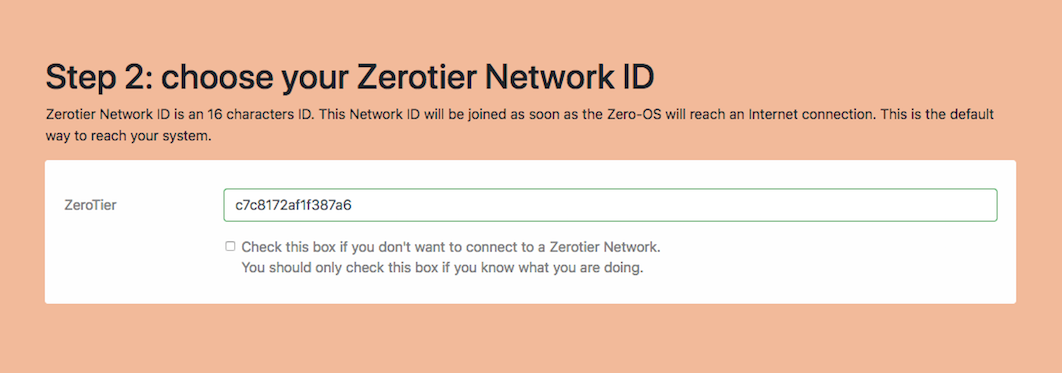 Step 2: choose your Zerotier Network ID
Zerotier Network ID is an 16 characters ID. This Network ID will be joined as soon as the Zero-OS will reach an Internet connection. This is the default
way to reach your system.
ZeroTier
c7c8172af1f387a6
Check this box if you don't want to connect to a Zerotier Network.
You should only check this box if you know what you are doing.